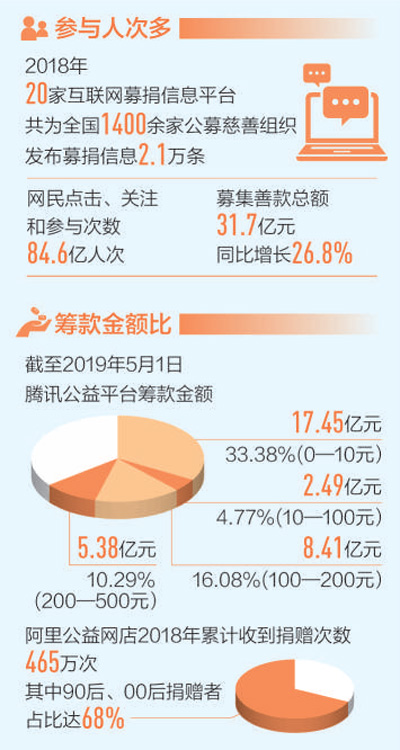 参与人次多
2018年
20家互联网募捐信息平台
共为全国1400余家公募慈善组织
发布募捐信息2.1万条
网民点击、关注
和参与次数
84.6亿人次
募集善款总额
31.7亿元
同比增长26.8%
筹款金额比
截至2019年5月1日
腾讯公益平台筹款金额
17.45亿元
33.38%(0—10元)
2.49亿元
4.77%(10—100元)
8.41亿元
16.08%(100—200元)
5.38亿元
10.29%
(200—500元)
阿里公益网店2018年累计收到捐赠次数
465万次
其中90后、00后捐赠者
占比达68%